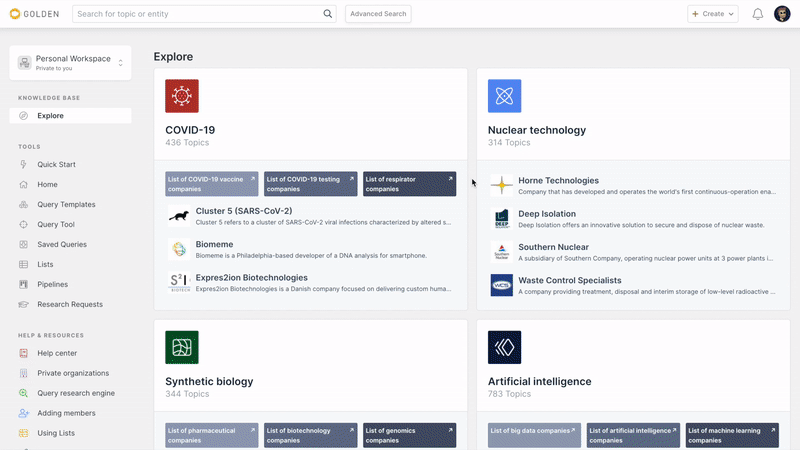 GOLDEN
Search for topic or entity
Advanced Search
Create
Personal Workspace
Private to you
KNOWLEDGE BASE
Explore
TOOLS
Quick Start
Home
Query Templates
Query Tool
Saved Queries
Lists
Pipelines
Research Requests
HELP & RESOURCES
Help center
Private organizations
Query research engine
Adding members
Using Lists
Explore
COVID-19
436 Topics
List of COVID-19 vaccine
companies
List of COVID-19 testing
companies
List of respirator
companies
Cluster 5 (SARS-CoV-2)
Cluster 5 refers to a cluster of SARS-CoV-2 viral infections characterized by altered s...
Biomeme
Biomeme is a Philadelphia-based developer of a DNA analysis for smartphone.
S2I
BIOTECH
Expres2ion Biotechnologies
Expres2ion Biotechnologies is a Danish company focused on delivering custom huma...
Nuclear technology
314 Topics
Horne Technologies
Company that has developed and operates the world's first continuous-operation ena...
DEEP
Deep Isolation
Deep Isolation offers an innovative solution to secure and dispose of nuclear waste.
Southern
Nuclear
Southern Nuclear
A subsidiary of Southern Company, operating nuclear power units at 3 power plants i...
WCS
Waste Control Specialists
A company providing treatment, disposal and interim storage of low-level radioactive ...
Synthetic biology
344 Topics
List of pharmaceutical
companies
List of biotechnology
companies
List of genomics
companies
Artificial intelligence
783 Topics
List of big data companies
List of artificial intelligence
companies
List of machine learning
companies